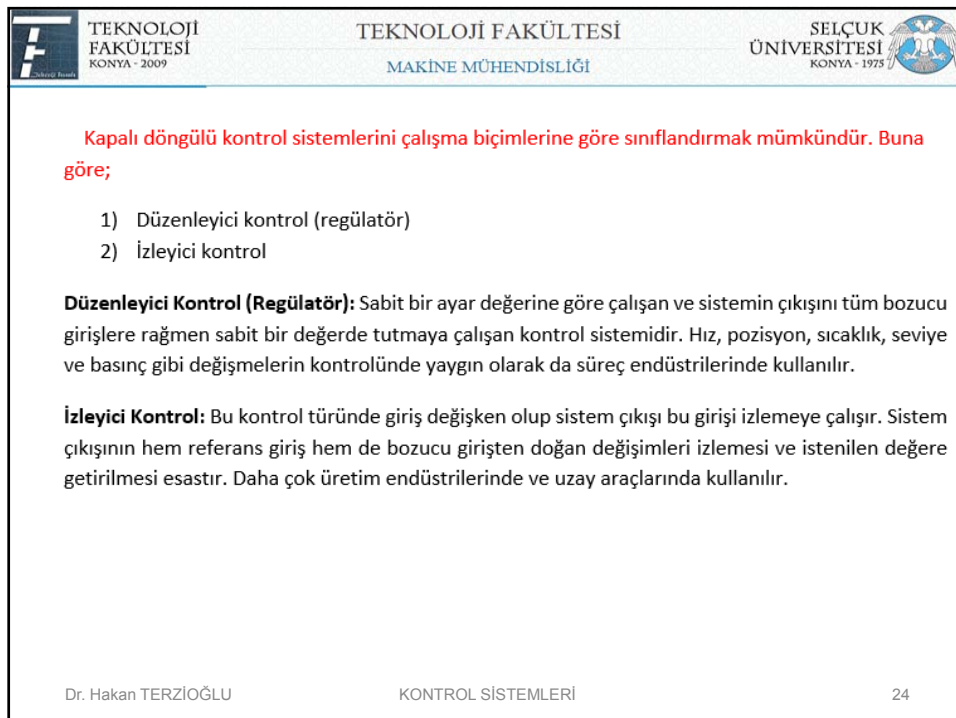 TEKNOLOJİ
FAKÜLTESİ
KONYA - 2009
TEKNOLOJİ FAKÜLTESİ
MAKİNE MÜHENDİSLİĞİ
SELÇUK
ÜNİVERSİTESİ
KONYA - 1975
Kapalı döngülü kontrol sistemlerini çalışma biçimlerine göre sınıflandırmak mümkündür. Buna
göre;
1) Düzenleyici kontrol (regülatör)
2) İzleyici kontrol
Düzenleyici Kontrol (Regülatör): Sabit bir ayar değerine göre çalışan ve sistemin çıkışını tüm bozucu
girişlere rağmen sabit bir değerde tutmaya çalışan kontrol sistemidir. Hız, pozisyon, sıcaklık, seviye
ve basınç gibi değişmelerin kontrolünde yaygın olarak da süreç endüstrilerinde kullanılır.
İzleyici Kontrol: Bu kontrol türünde giriş değişken olup sistem çıkışı bu girişi izlemeye çalışır. Sistem
çıkışının hem referans giriş hem de bozucu girişten doğan değişimleri izlemesi ve istenilen değere
getirilmesi esastır. Daha çok üretim endüstrilerinde ve uzay araçlarında kullanılır.
Dr. Hakan TERZİOĞLU
KONTROL SİSTEMLERİ
24